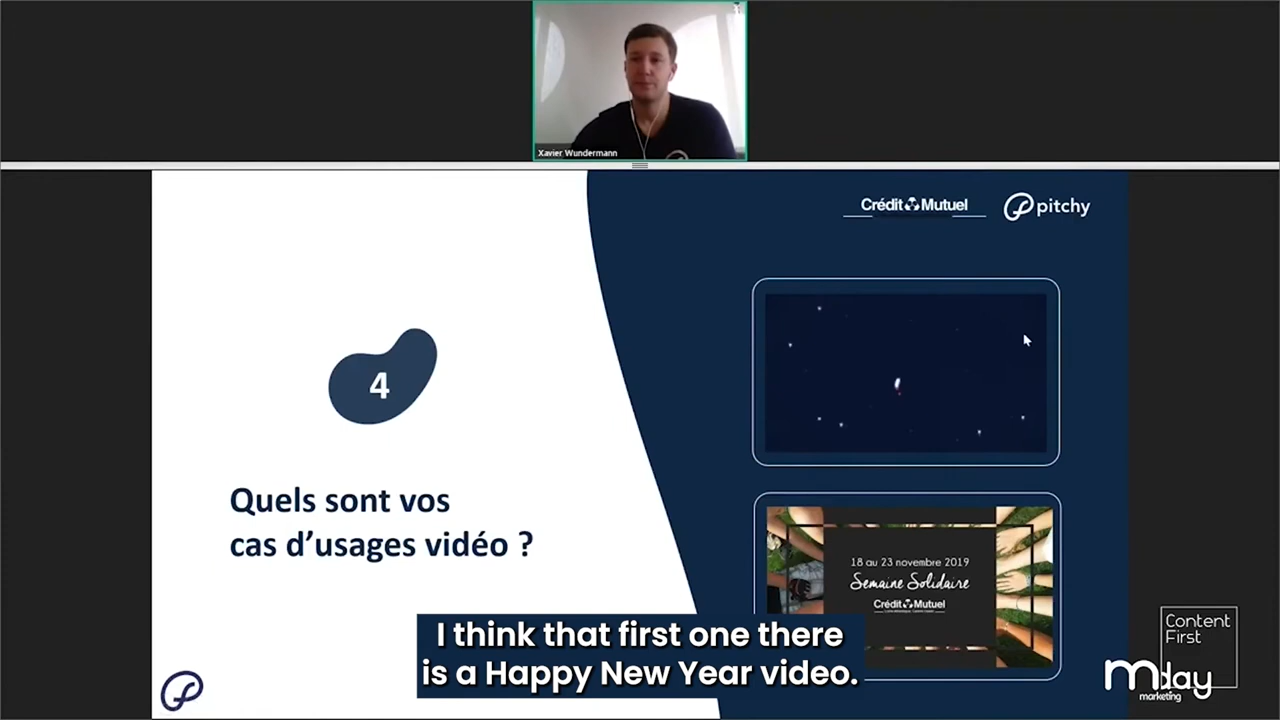 Xavier Wundermann
Crédit Mutuel
pitchy
4
Quels sont vos
cas d'usages vidéo ?
18 au 23 novembre 2019
Semaine Solidaire
Crédit Mutuel
I think that first one there
is a Happy New Year video.
Content
First
mday
marketing